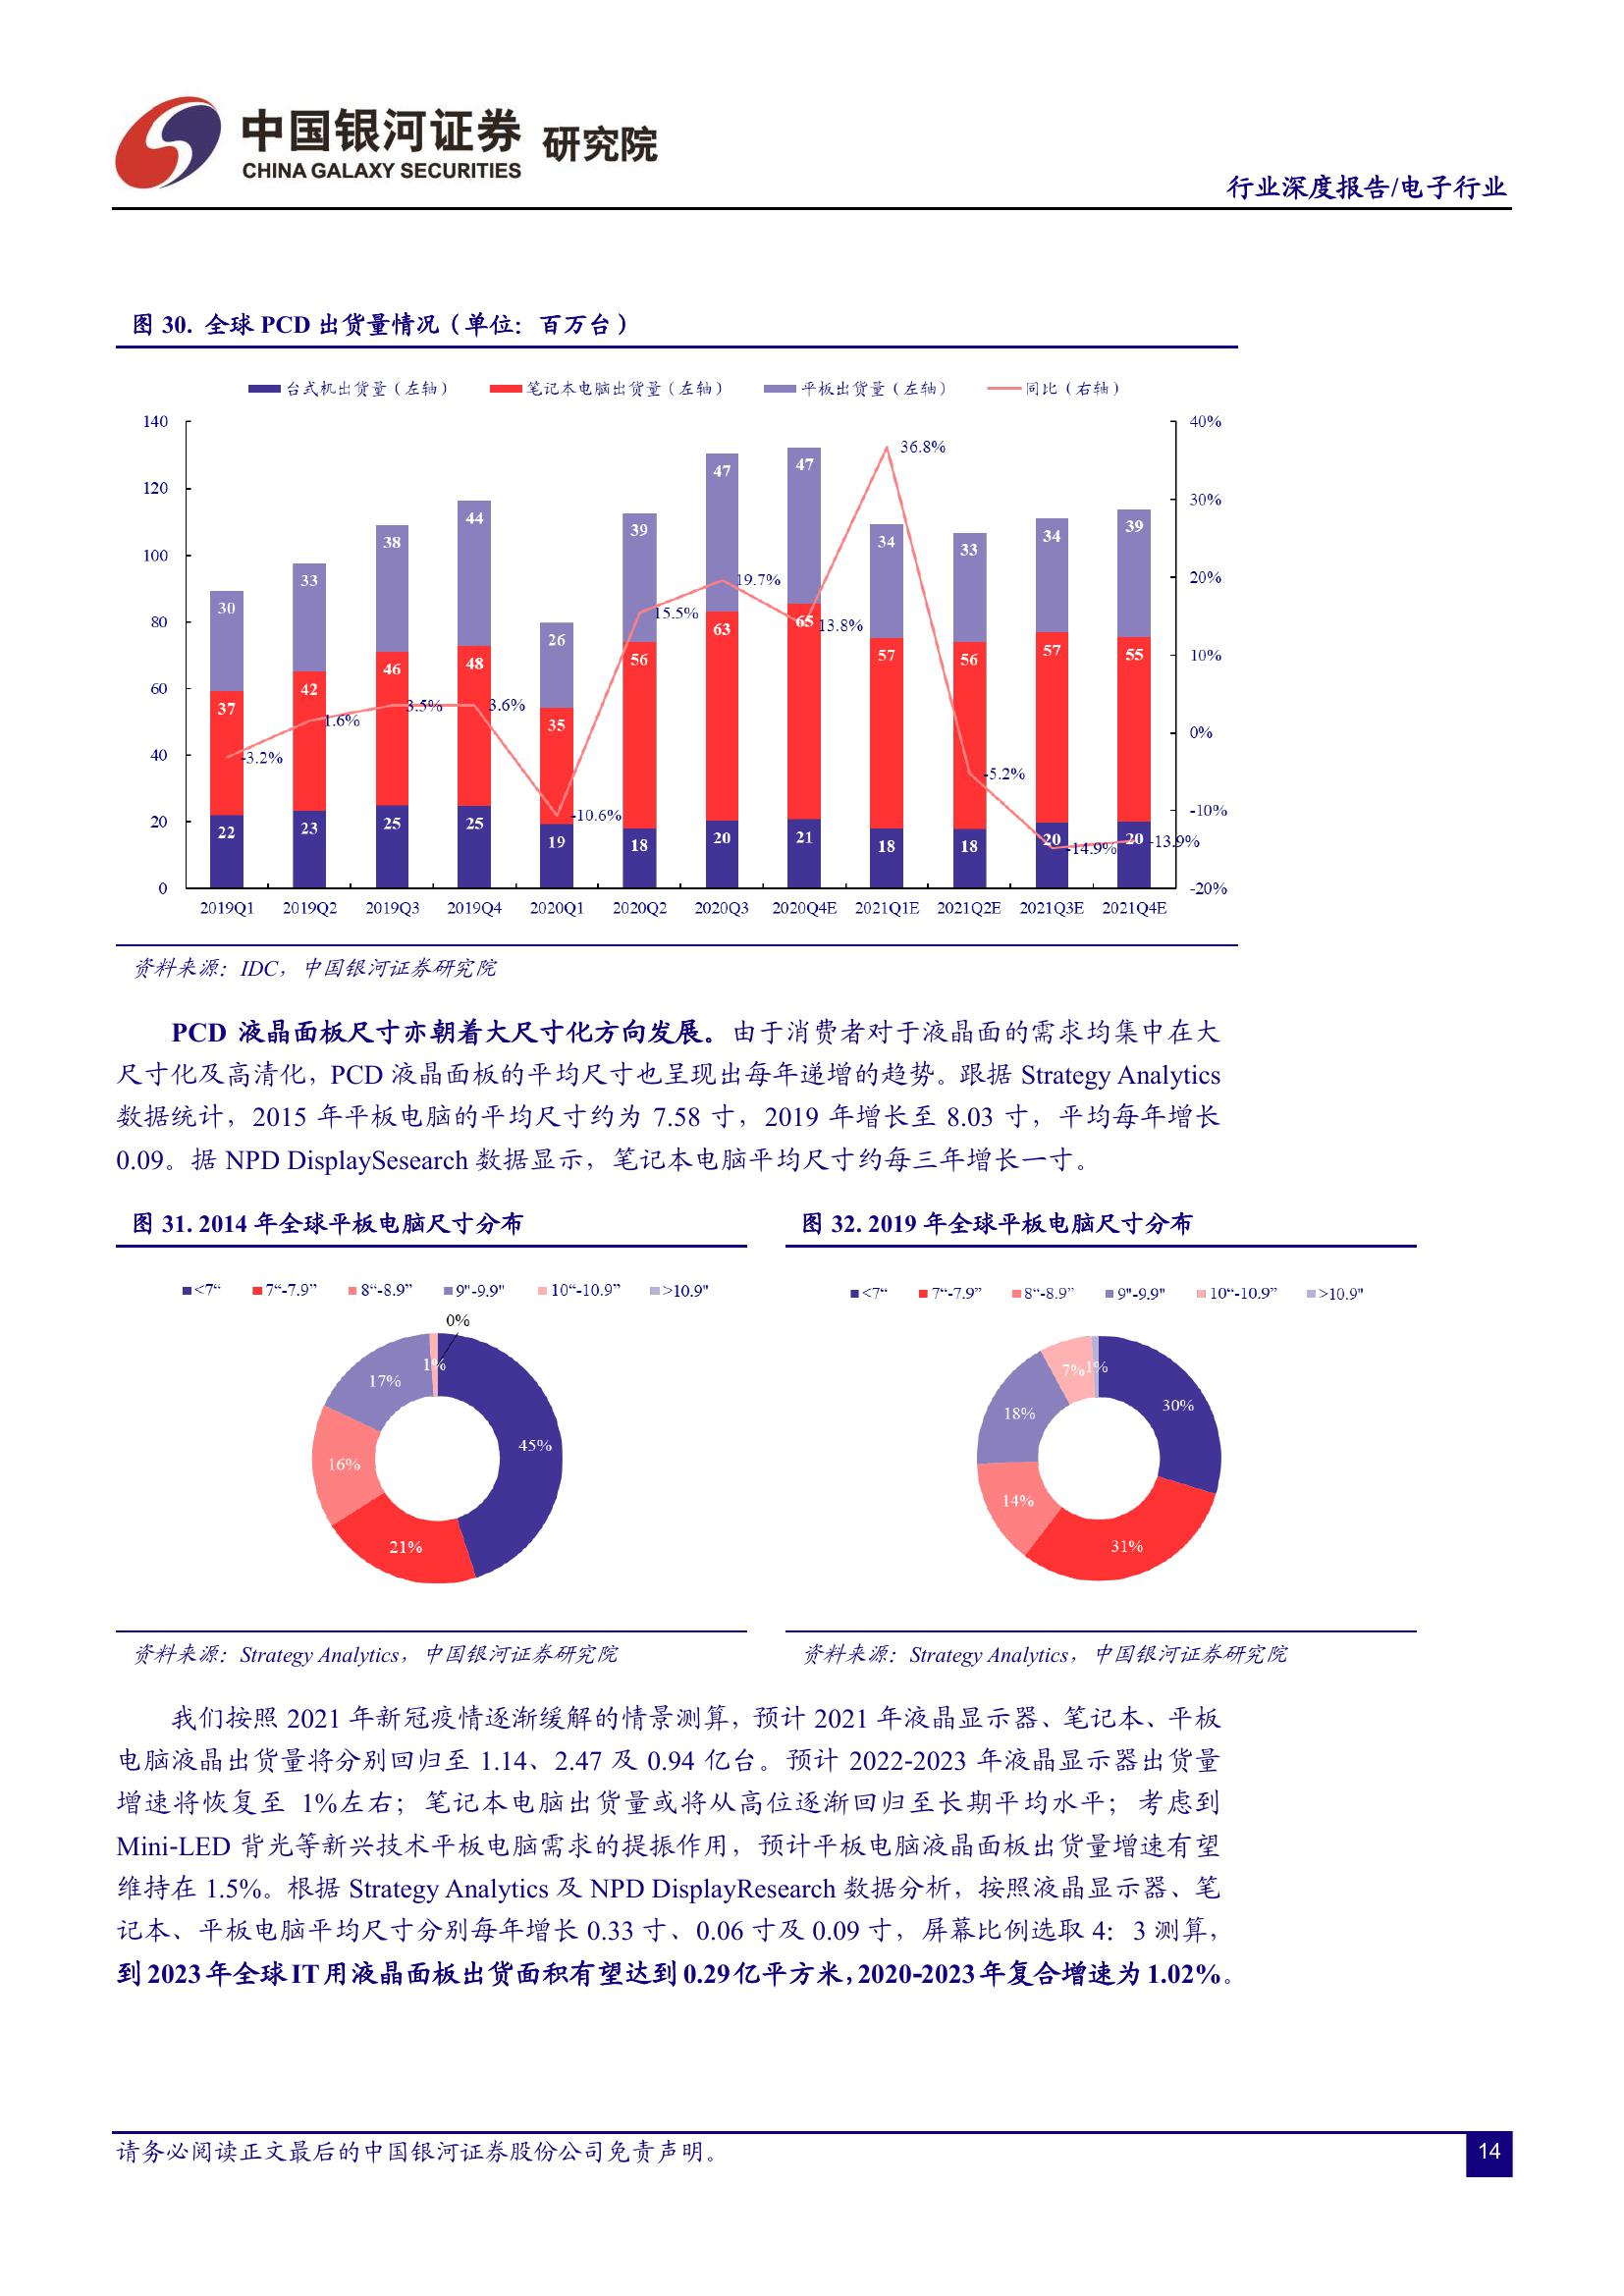 中国银河证券 研究院
CHINA GALAXY SECURITIES
行业深度报告/电子行业
图 30. 全球 PCD 出货量情况（单位：百万台）
台式机出货量（左轴） 笔记本电脑出货量（左轴） 平板出货量（左轴） 同比（右轴）
140 40%
36.8%
47 47
120 30%
44 39 39
38 34 33 34
100
33 19.7% 20%
30 26 15.5% 13.8%
80
63 65
56 57 56 57 55 10%
46 48
60 42
37 35
3.5% 3.6%
1.6% 0%
40 -3.2%
-5.2%
-10.6% -10%
20
22 23 25 25 19 18 20 21 18 18 20 -14.9% 20 -13.9%
0 -20%
2019Q1 2019Q2 2019Q3 2019Q4 2020Q1 2020Q2 2020Q3 2020Q4E 2021Q1E 2021Q2E 2021Q3E 2021Q4E
资料来源：IDC，中国银河证券研究院
PCD 液晶面板尺寸亦朝着大尺寸化方向发展。由于消费者对于液晶面的需求均集中在大
尺寸化及高清化，PCD 液晶面板的平均尺寸也呈现出每年递增的趋势。跟据 Strategy Analytics
数据统计，2015 年平板电脑的平均尺寸约为 7.58 寸，2019 年增长至 8.03 寸，平均每年增长
0.09。据 NPD DisplaySesearch 数据显示，笔记本电脑平均尺寸约每三年增长一寸。
图 31. 2014 年全球平板电脑尺寸分布
<7“ 7“-7.9” 8“-8.9” 9"-9.9" 10“-10.9” >10.9"
0%
1%
17%
45%
16%
21%
资料来源：Strategy Analytics，中国银河证券研究院
图 32. 2019 年全球平板电脑尺寸分布
<7“ 7“-7.9” 8“-8.9” 9"-9.9" 10“-10.9” >10.9"
7% 1%
30%
18%
14%
31%
资料来源：Strategy Analytics，中国银河证券研究院
我们按照 2021 年新冠疫情逐渐缓解的情景测算，预计 2021 年液晶显示器、笔记本、平板
电脑液晶出货量将分别回归至 1.14、2.47 及 0.94 亿台。预计 2022-2023 年液晶显示器出货量
增速将恢复至 1%左右；笔记本电脑出货量或将从高位逐渐回归至长期平均水平；考虑到
Mini-LED 背光等新兴技术平板电脑需求的提振作用，预计平板电脑液晶面板出货量增速有望
维持在 1.5%。根据 Strategy Analytics 及 NPD DisplayResearch 数据分析，按照液晶显示器、笔
记本、平板电脑平均尺寸分别每年增长 0.33 寸、0.06 寸及 0.09 寸，屏幕比例选取 4：3 测算，
到 2023 年全球 IT 用液晶面板出货面积有望达到 0.29 亿平方米，2020-2023 年复合增速为 1.02%。
请务必阅读正文最后的中国银河证券股份公司免责声明。
14